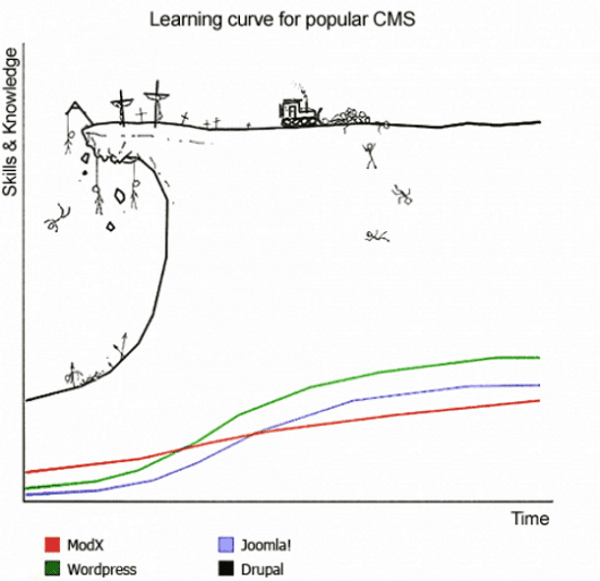 Learning curve for popular CMS
Skills & Knowledge
Time
ModX
Joomla!
Wordpress
Drupal